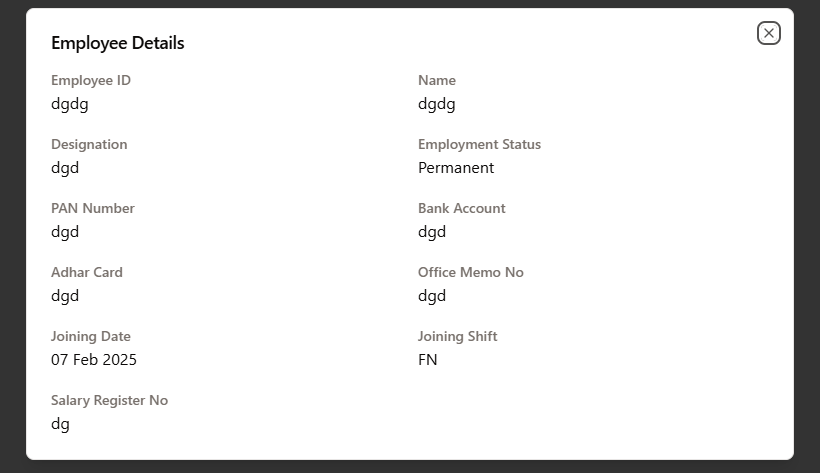 Employee Details
Employee ID
dgdg
Name
dgdg
Designation
dgd
Employment Status
Permanent
PAN Number
dgd
Bank Account
dgd
Adhar Card
dgd
Office Memo No
dgd
Joining Date
07 Feb 2025
Joining Shift
FN
Salary Register No
dg